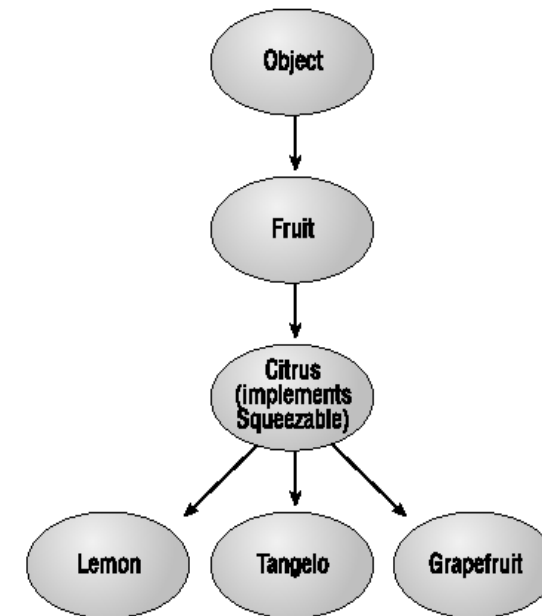 Object
Fruit
Citrus
(implements
Squeezable)
Lemon
Tangelo
Grapefruit